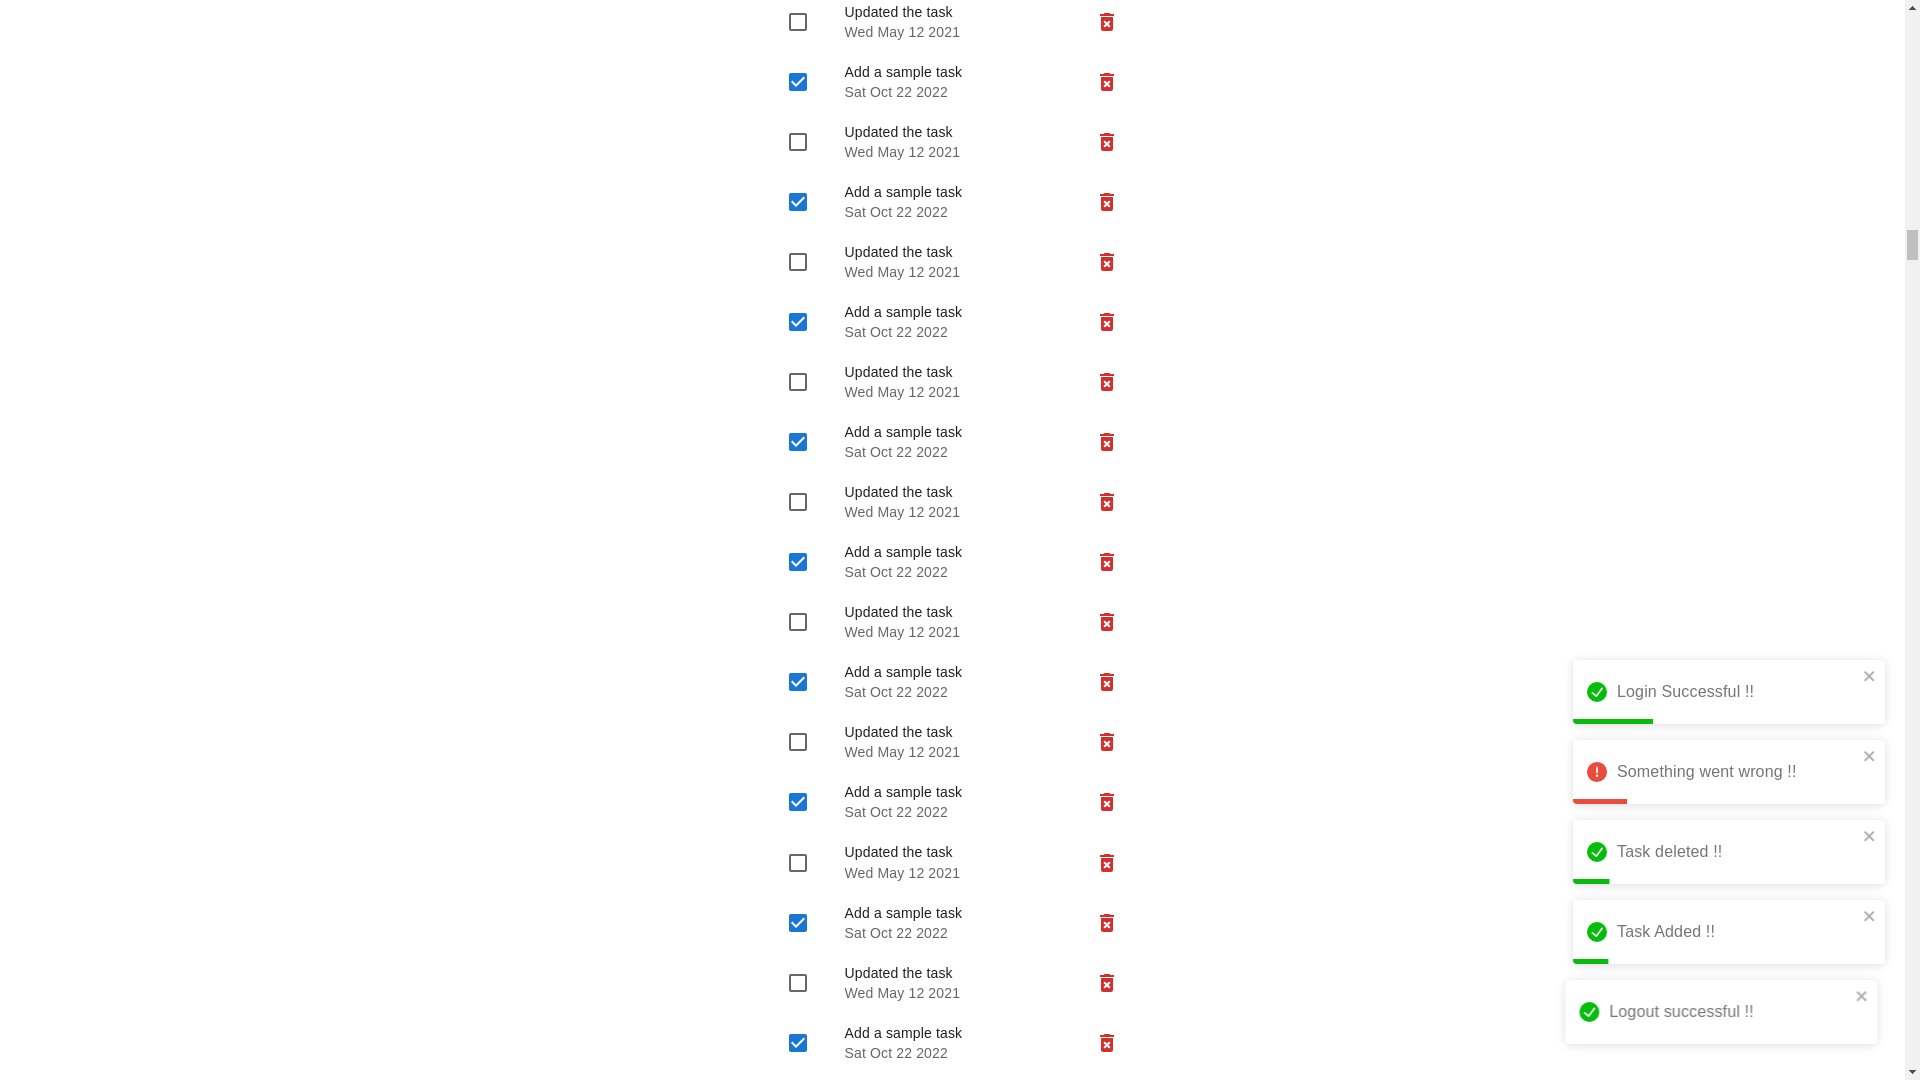 Updated the task
Wed May 12 2021
Add a sample task
Sat Oct 22 2022
Updated the task
Wed May 12 2021
Add a sample task
Sat Oct 22 2022
Updated the task
Wed May 12 2021
Add a sample task
Sat Oct 22 2022
Updated the task
Wed May 12 2021
Add a sample task
Sat Oct 22 2022
Updated the task
Wed May 12 2021
Add a sample task
Sat Oct 22 2022
Updated the task
Wed May 12 2021
Add a sample task
Sat Oct 22 2022
Updated the task
Wed May 12 2021
Add a sample task
Sat Oct 22 2022
Updated the task
Wed May 12 2021
Add a sample task
Sat Oct 22 2022
Updated the task
Wed May 12 2021
Add a sample task
Sat Oct 22 2022
Login Successful !!
Something went wrong !!
Task deleted !!
Task Added !!
Logout successful !!